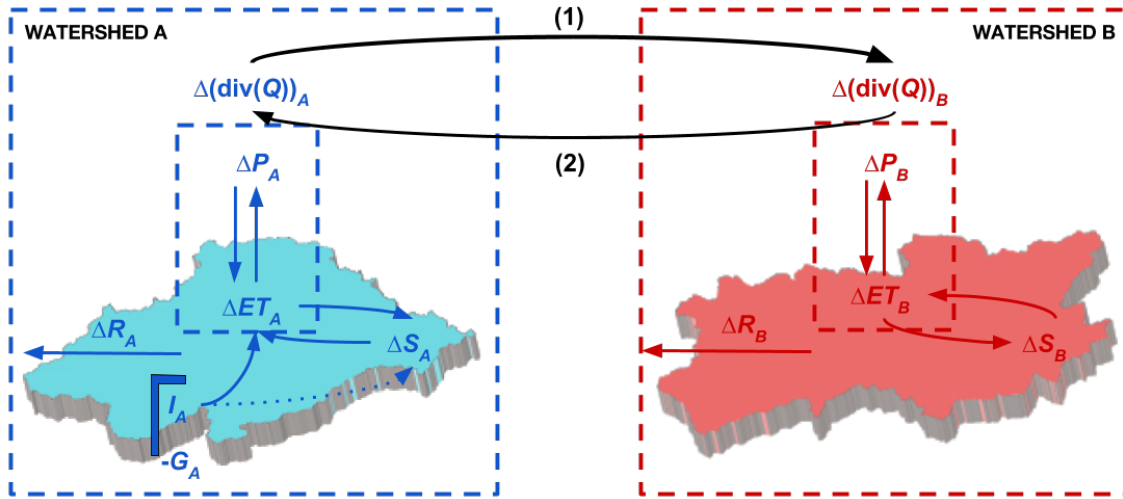 WATERSHED A
(1)
WATERSHED B
Δ(div(Q))A
Δ(div(Q))B
(2)
ΔPA
ΔPB
ΔETA
ΔETB
ΔRA
ΔSA
ΔRB
ΔSB
IA
-GA